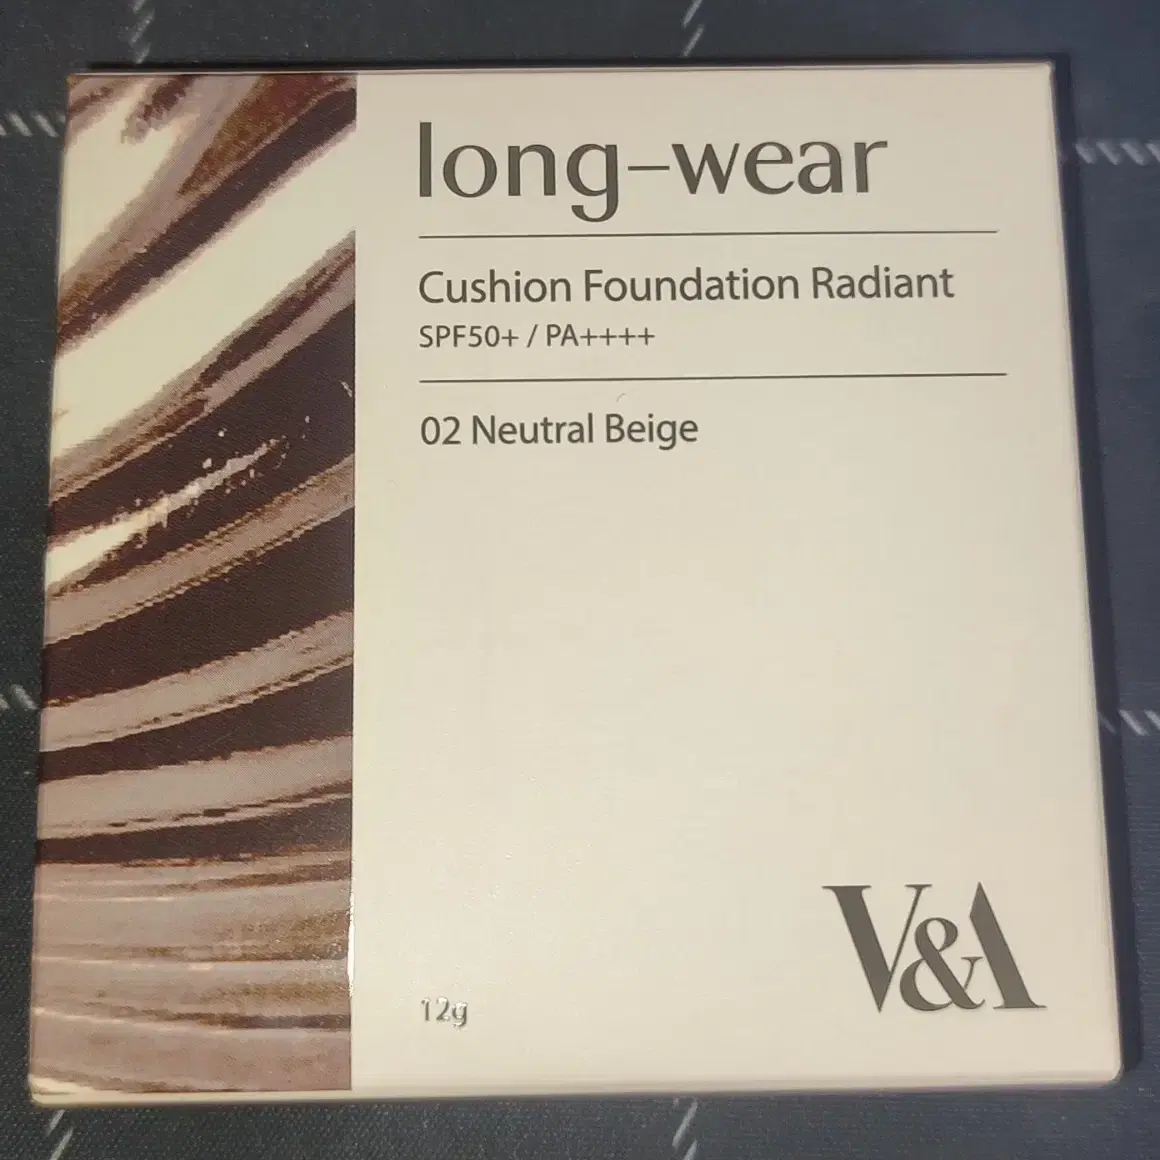 long-wear
Cushion Foundation Radiant
SPF50+ / PA++++
02 Neutral Beige
12g
V&A